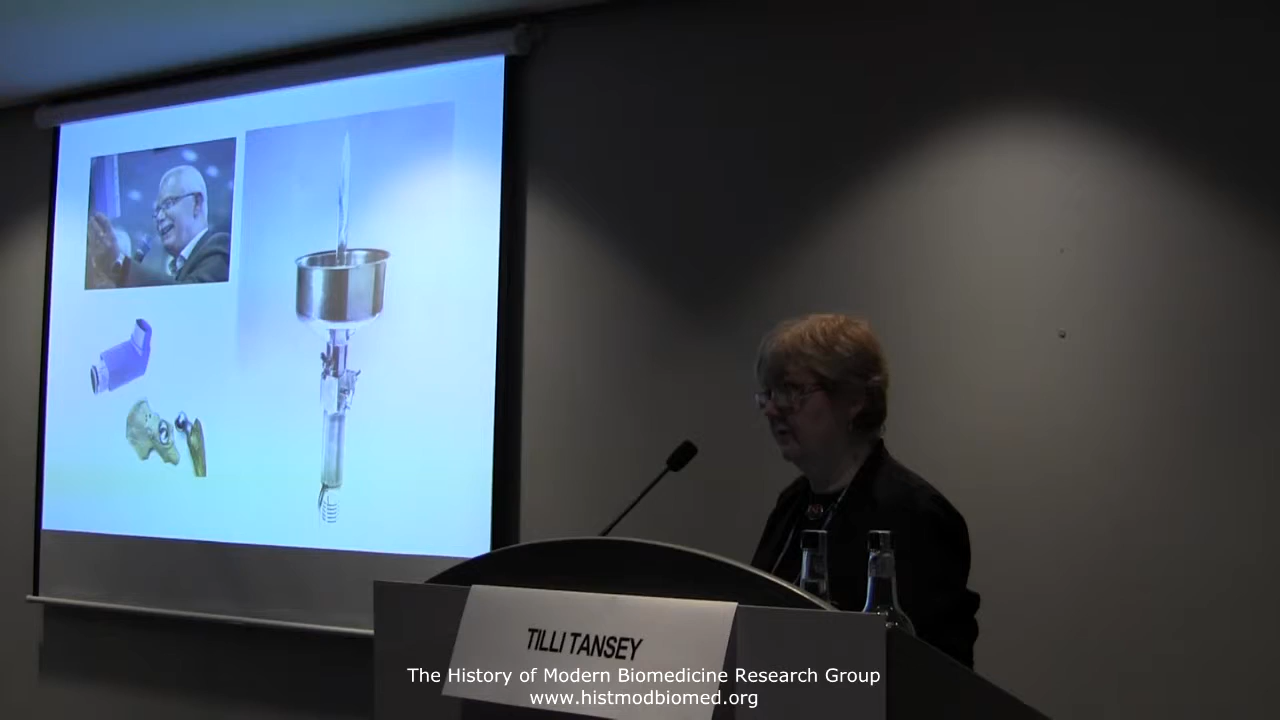 TILLI TANSEY
The History of Modern Biomedicine Research Group
www.histmodbiomed.org